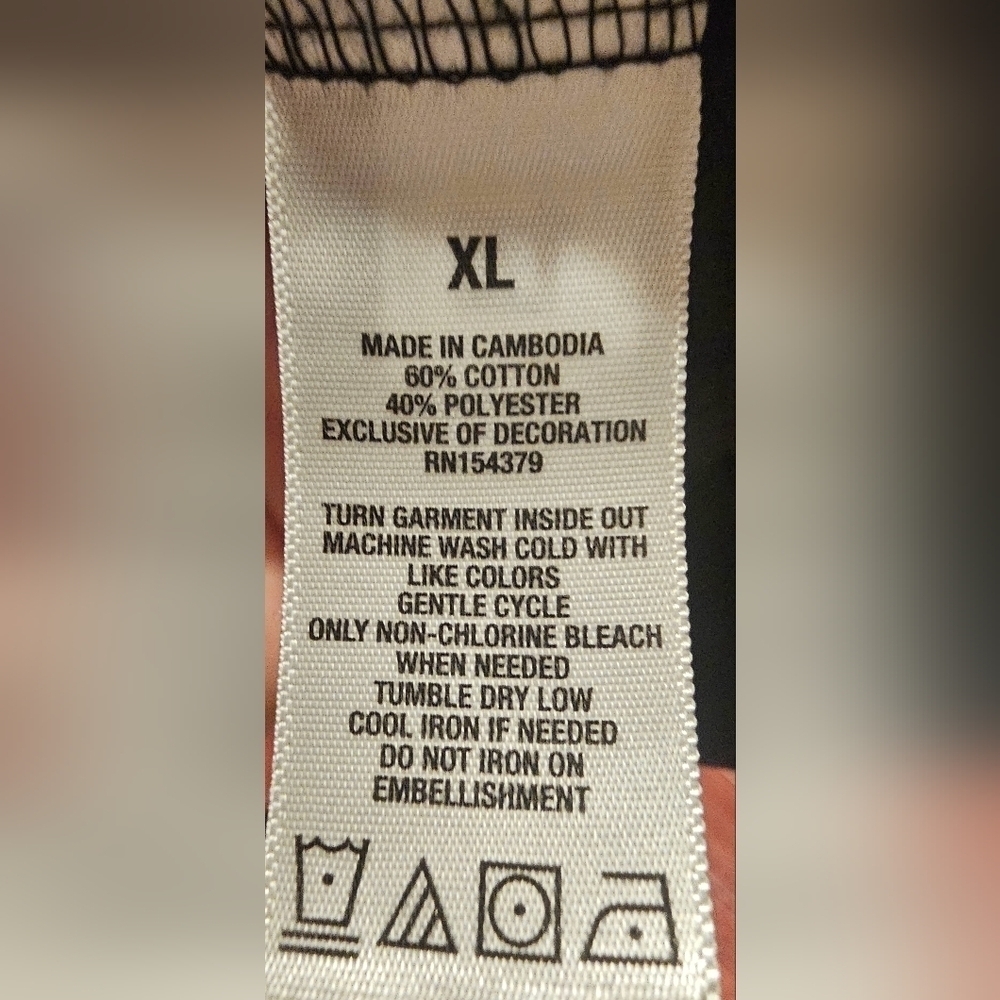 XL
MADE IN CAMBODIA
60% COTTON
40% POLYESTER
EXCLUSIVE OF DECORATION
RN154379
TURN GARMENT INSIDE OUT
MACHINE WASH COLD WITH
LIKE COLORS
GENTLE CYCLE
ONLY NON-CHLORINE BLEACH
WHEN NEEDED
TUMBLE DRY LOW
COOL IRON IF NEEDED
DO NOT IRON ON
EMBELLISHMENT